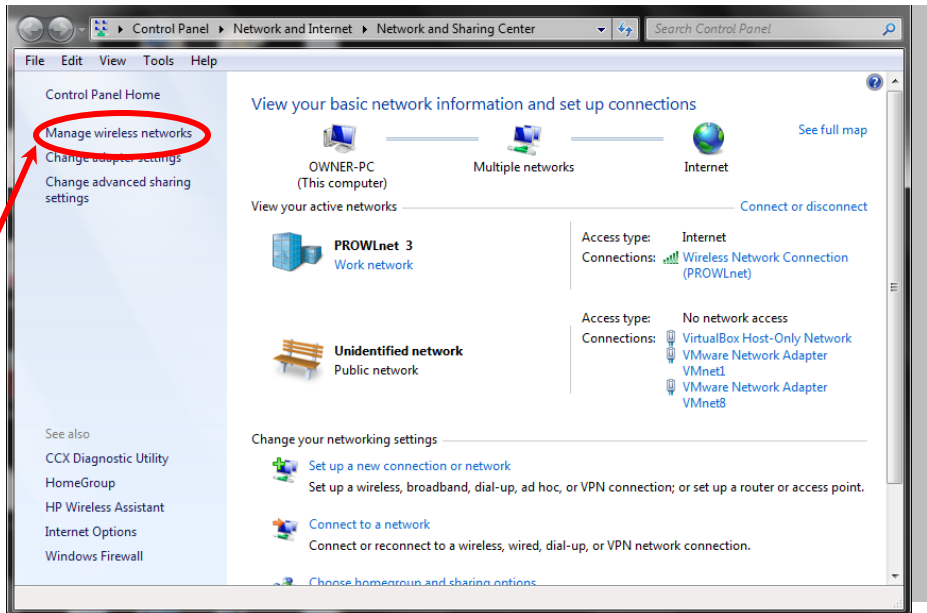 Control Panel ▸ Network and Internet ▸ Network and Sharing Center
Search Control Panel
File Edit View Tools Help
Control Panel Home
Manage wireless networks
Change adapter settings
Change advanced sharing
settings
See also
CCX Diagnostic Utility
HomeGroup
HP Wireless Assistant
Internet Options
Windows Firewall
View your basic network information and set up connections
See full map
OWNER-PC
(This computer)
Multiple networks
Internet
View your active networks
Connect or disconnect
PROWLnet 3
Work network
Access type: Internet
Connections: Wireless Network Connection
(PROWLnet)
Unidentified network
Public network
Access type: No network access
Connections: VirtualBox Host-Only Network
VMware Network Adapter
VMnet1
VMware Network Adapter
VMnet8
Change your networking settings
Set up a new connection or network
Set up a wireless, broadband, dial-up, ad hoc, or VPN connection; or set up a router or access point.
Connect to a network
Connect or reconnect to a wireless, wired, dial-up, or VPN network connection.
Choose homegroup and sharing options